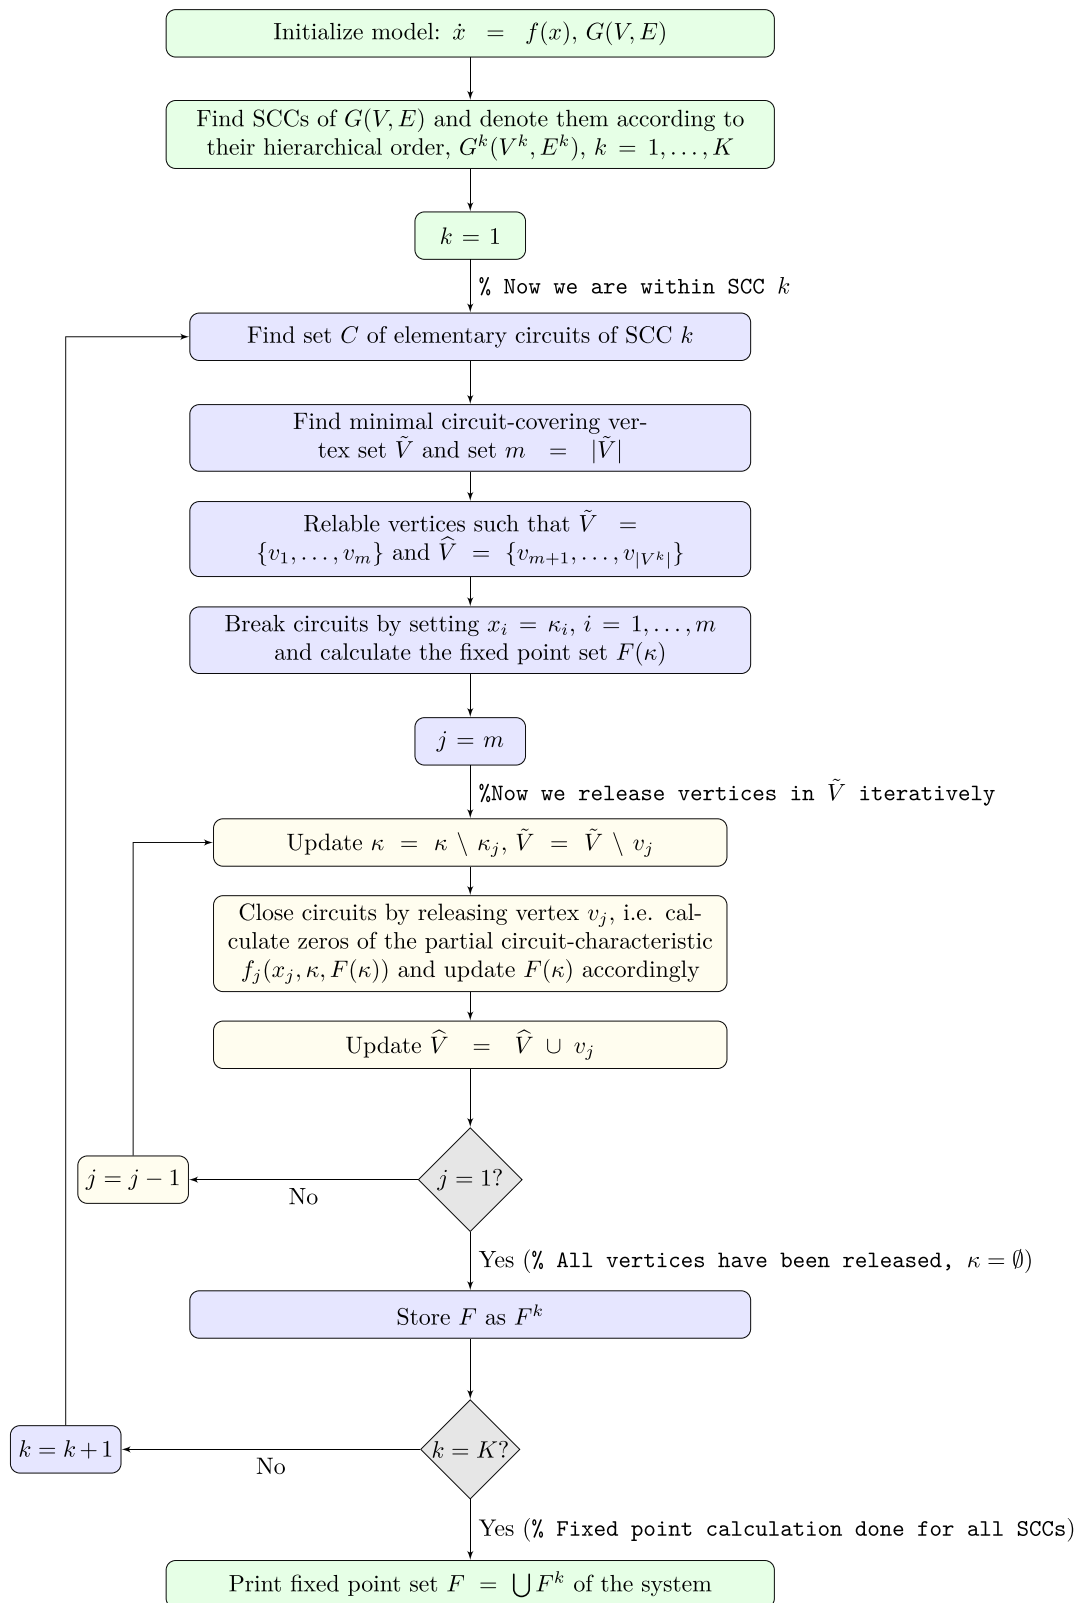 Initialize model: ẋ = f(x), G(V, E)
Find SCCs of G(V, E) and denote them according to
their hierarchical order, G^k(V^k, E^k), k = 1, . . . , K
k = 1
% Now we are within SCC k
Find set C of elementary circuits of SCC k
Find minimal circuit-covering ver-
tex set Ṽ and set m = |Ṽ|
Relable vertices such that Ṽ =
{v_1, . . . , v_m} and V̂ = {v_{m+1}, . . . , v_{|V^k|}}
Break circuits by setting x_i = κ_i, i = 1, . . . , m
and calculate the fixed point set F(κ)
j = m
%Now we release vertices in Ṽ iteratively
Update κ = κ \ κ_j, Ṽ = Ṽ \ v_j
Close circuits by releasing vertex v_j, i.e. cal-
culate zeros of the partial circuit-characteristic
f_j(x_j, κ, F(κ)) and update F(κ) accordingly
Update V̂ = V̂ ∪ v_j
j = j − 1
No
j = 1?
Yes (% All vertices have been released, κ = ∅)
Store F as F^k
k = k + 1
No
k = K?
Yes (% Fixed point calculation done for all SCCs)
Print fixed point set F = ⋃ F^k of the system